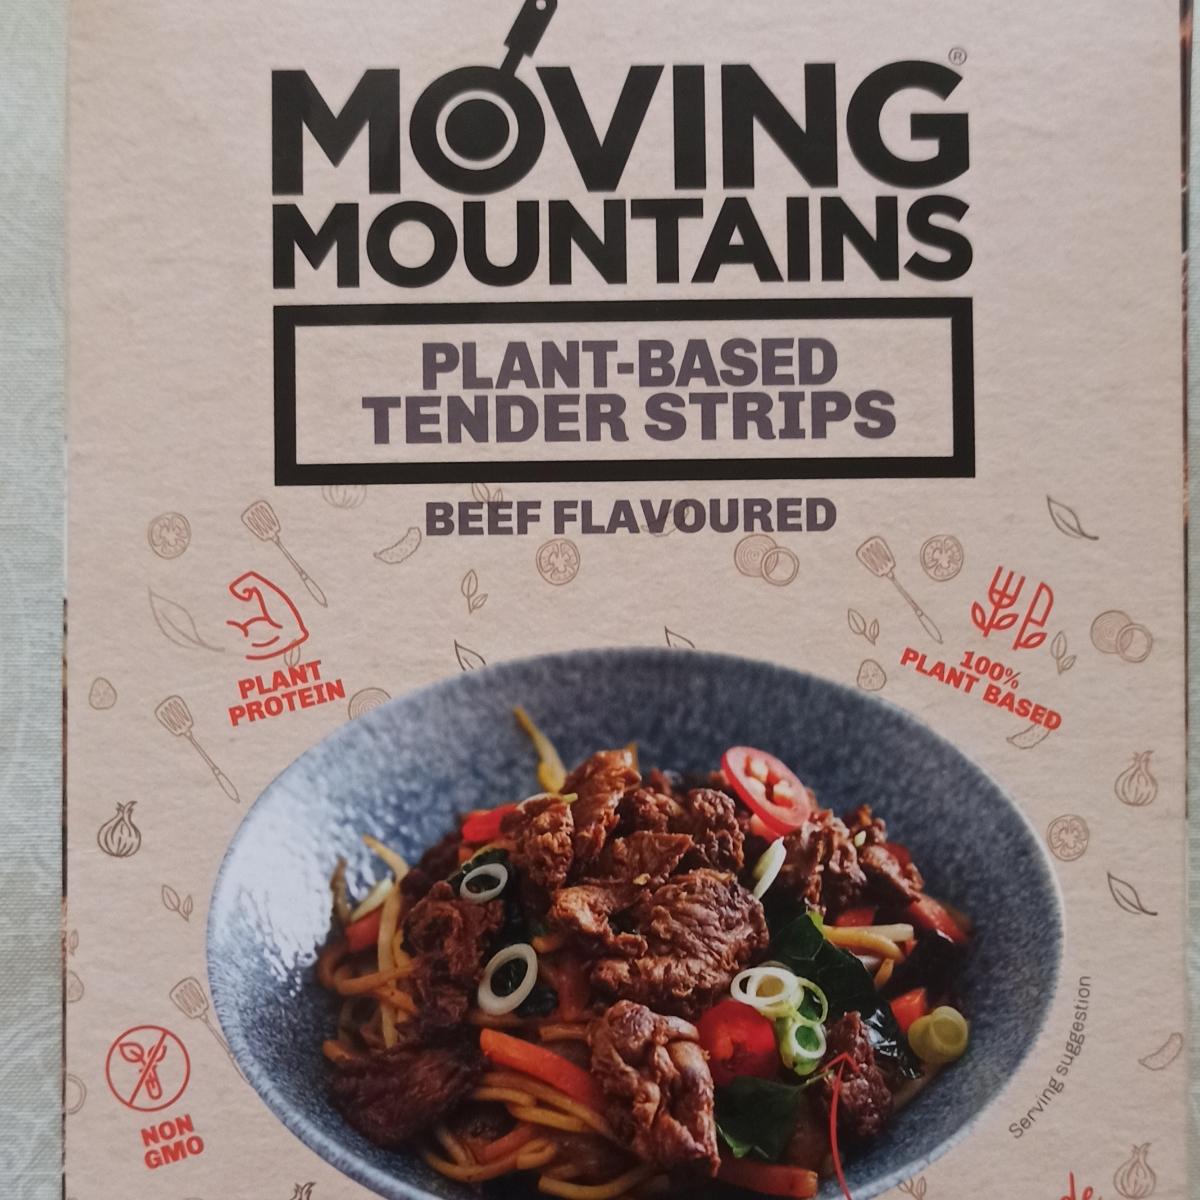 MOVING®
MOUNTAINS
PLANT-BASED
TENDER STRIPS
BEEF FLAVOURED
PLANT
PROTEIN
100%
PLANT BASED
NON
GMO
Serving suggestion